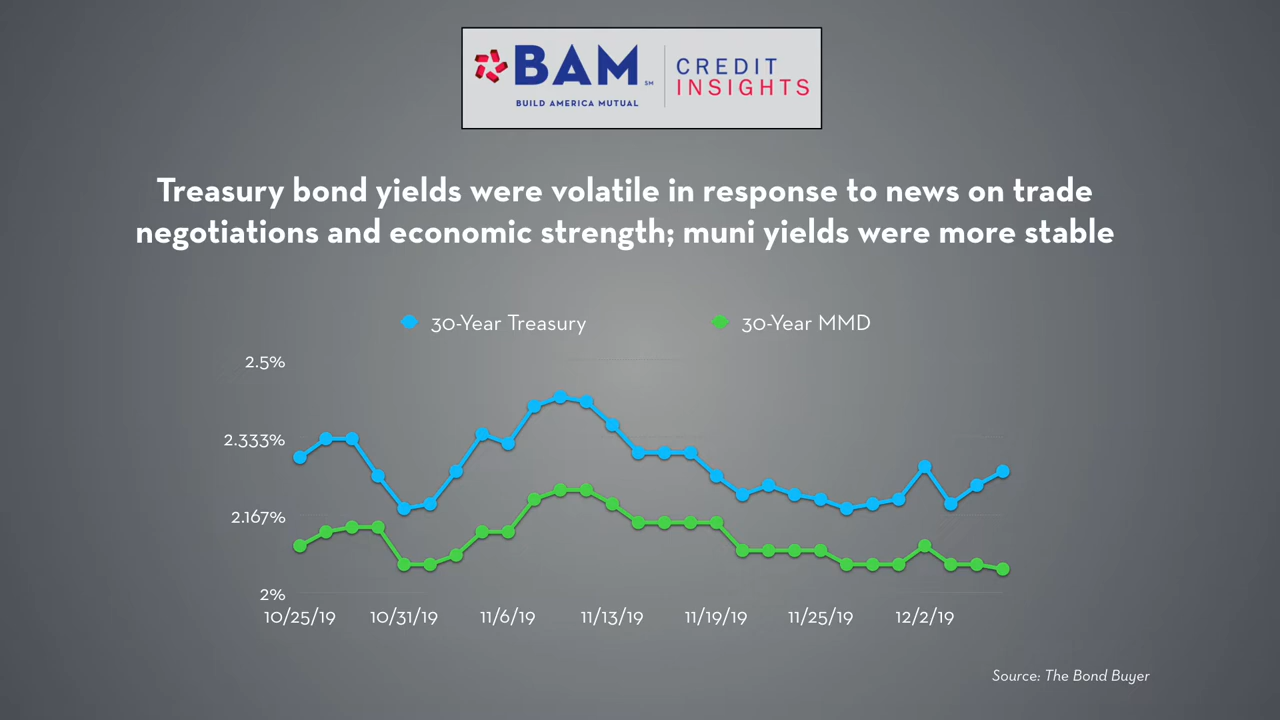 BAM SM
BUILD AMERICA MUTUAL
CREDIT
INSIGHTS
Treasury bond yields were volatile in response to news on trade
negotiations and economic strength; muni yields were more stable
30-Year Treasury
30-Year MMD
2.5%
2.333%
2.167%
2%
10/25/19 10/31/19 11/6/19 11/13/19 11/19/19 11/25/19 12/2/19
Source: The Bond Buyer